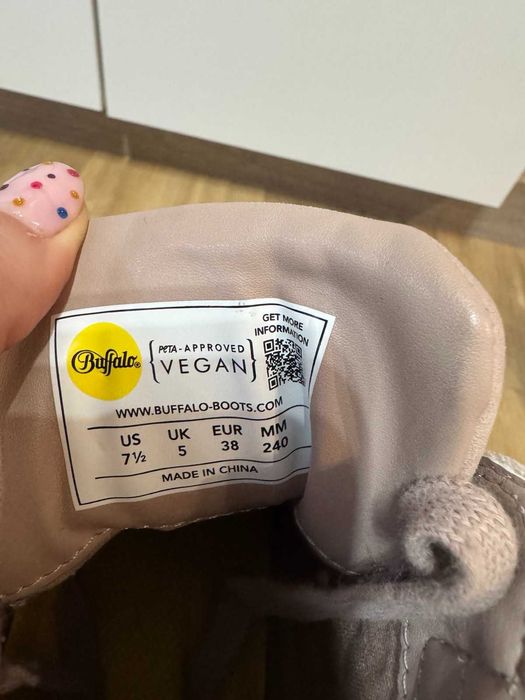 GET MORE
INFORMATION
Buffalo®
PeTA-APPROVED
VEGAN
WWW.BUFFALO-BOOTS.COM
US UK EUR MM
7½ 5 38 240
MADE IN CHINA